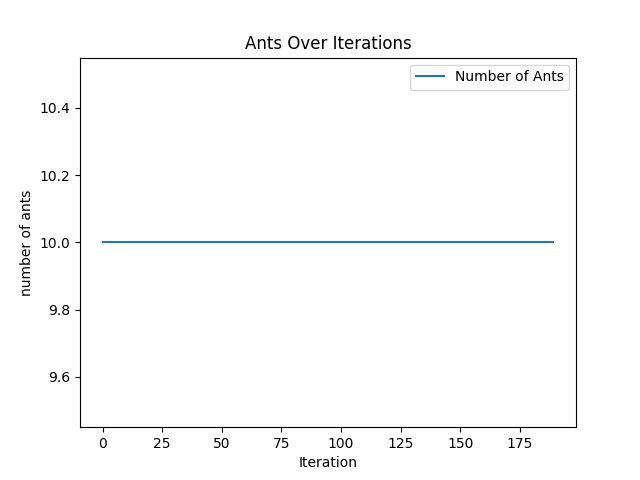 Ants Over Iterations
Number of Ants
number of ants
10.4
10.2
10.0
9.8
9.6
0 25 50 75 100 125 150 175
Iteration